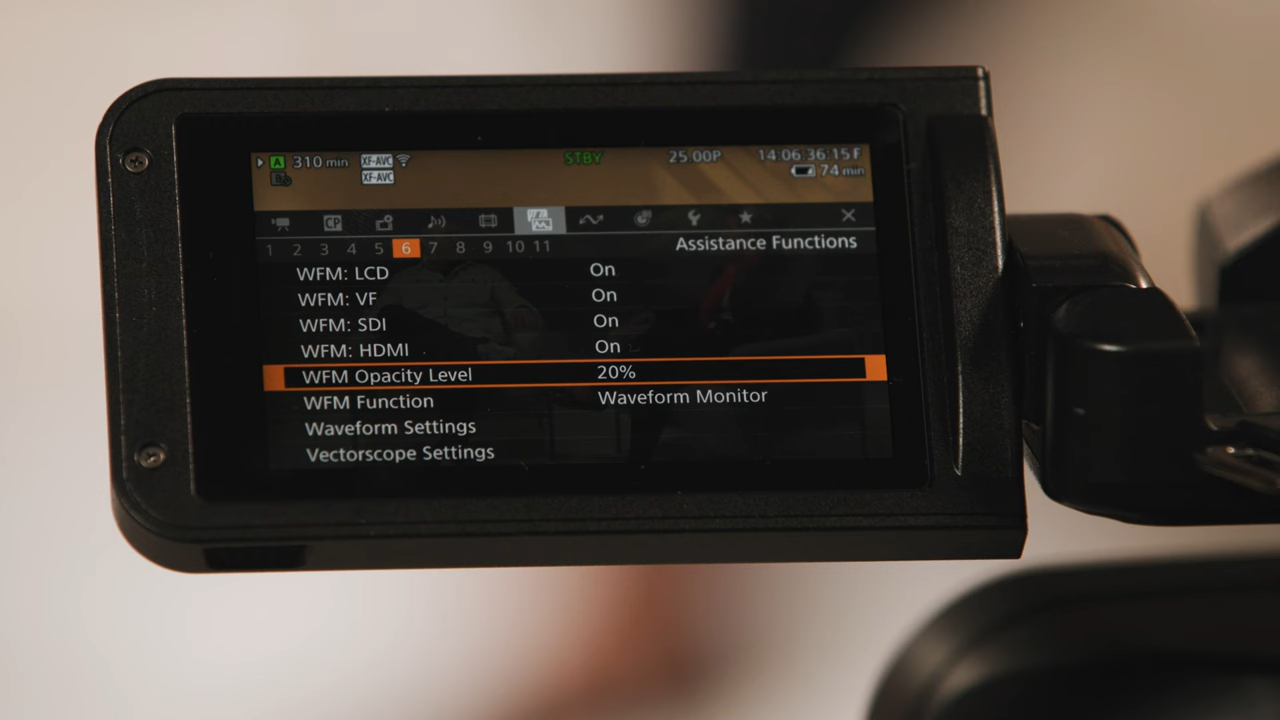 A 310 min XF-AVC STBY 25.00P 14:06:36:15F
B XF-AVC 74 min
CP
1 2 3 4 5 6 7 8 9 10 11 Assistance Functions
WFM: LCD On
WFM: VF On
WFM: SDI On
WFM: HDMI On
WFM Opacity Level 20%
WFM Function Waveform Monitor
Waveform Settings
Vectorscope Settings